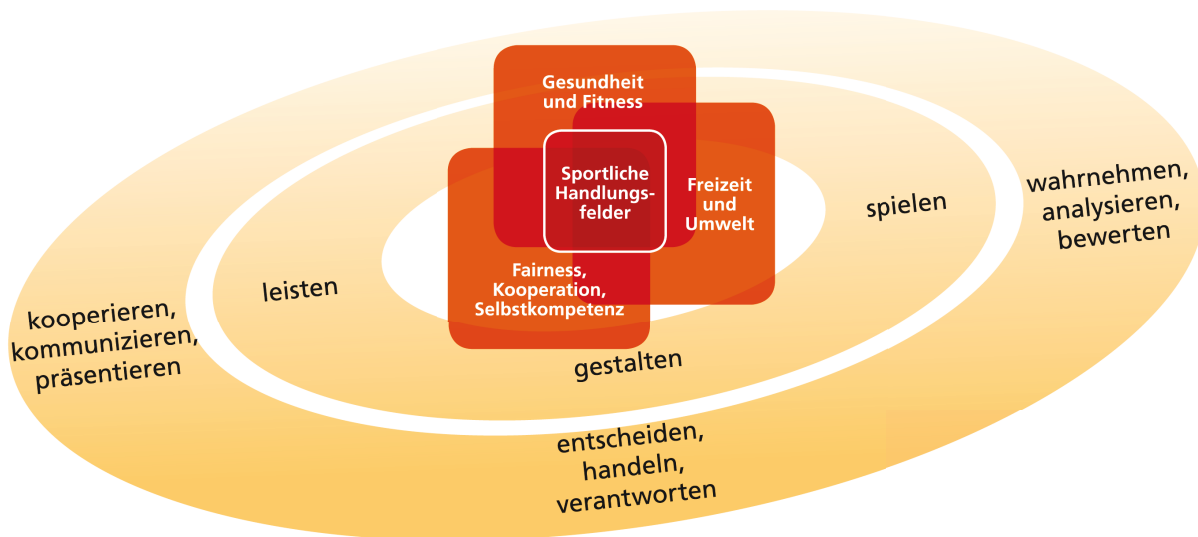 Gesundheit
und Fitness
Sportliche
Handlungs-
felder
Freizeit
und
Umwelt
Fairness,
Kooperation,
Selbstkompetenz
leisten
spielen
gestalten
wahrnehmen,
analysieren,
bewerten
kooperieren,
kommunizieren,
präsentieren
entscheiden,
handeln,
verantworten